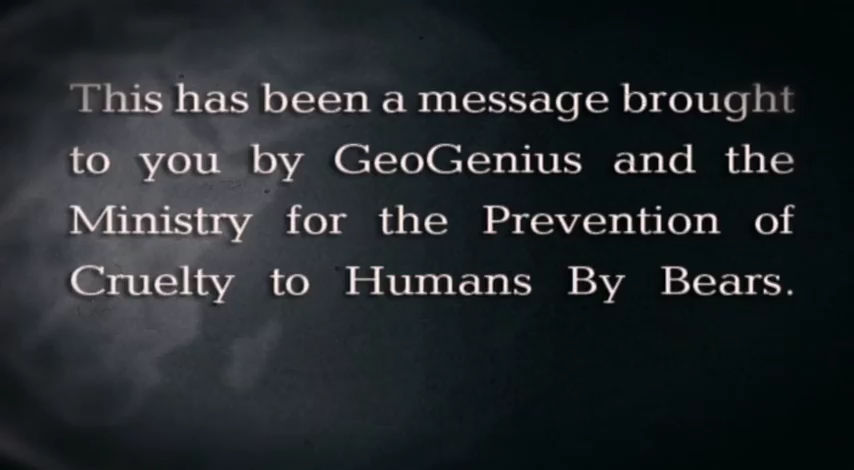 This has been a message brought
to you by GeoGenius and the
Ministry for the Prevention of
Cruelty to Humans By Bears.